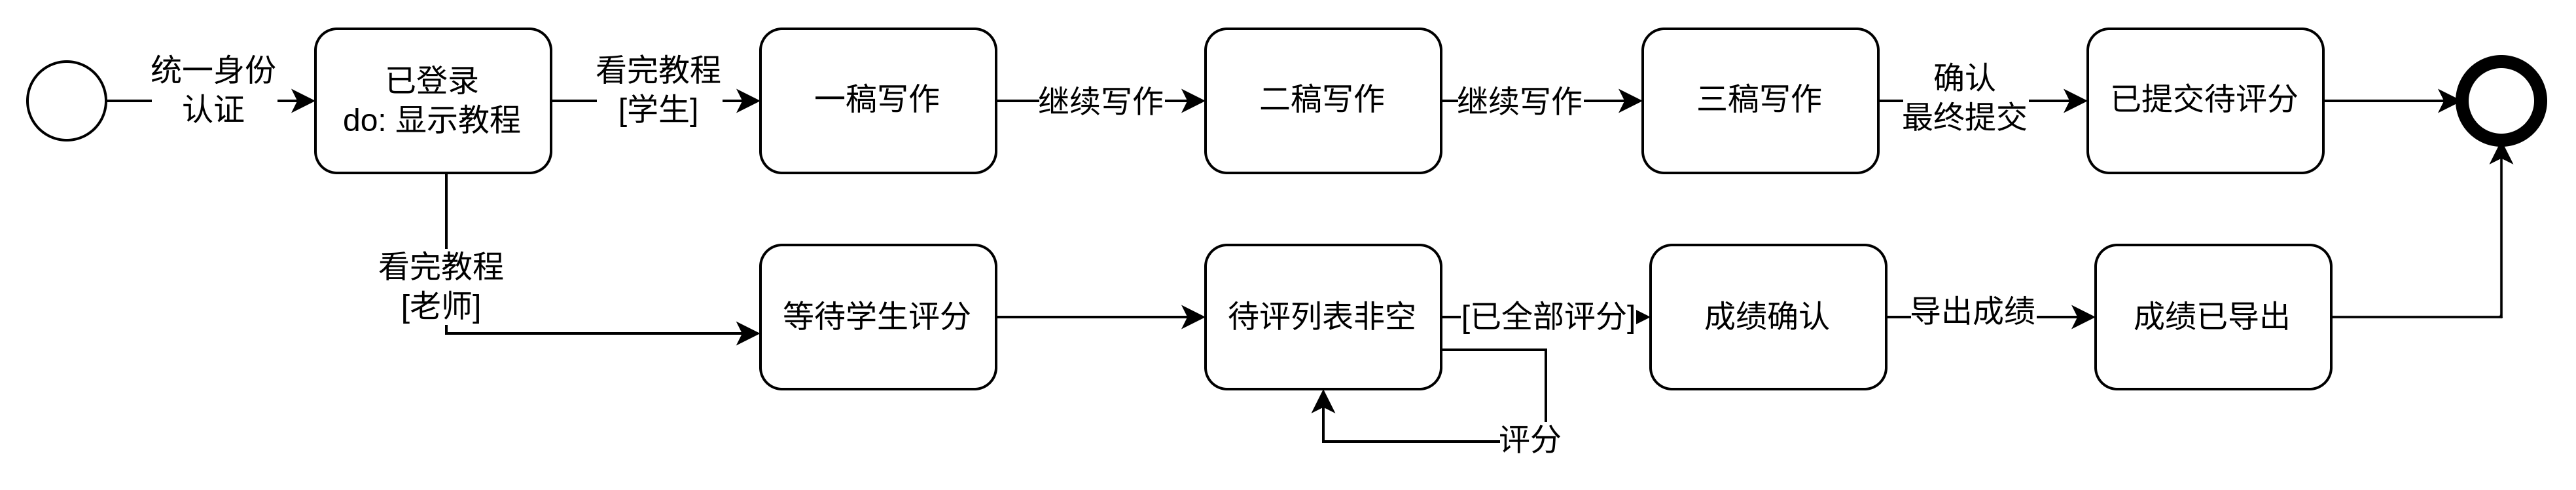 统一身份
认证
已登录
do: 显示教程
看完教程
[学生]
一稿写作
继续写作
二稿写作
继续写作
三稿写作
确认
最终提交
已提交待评分
看完教程
[老师]
等待学生评分
待评列表非空
[已全部评分]
成绩确认
导出成绩
成绩已导出
评分